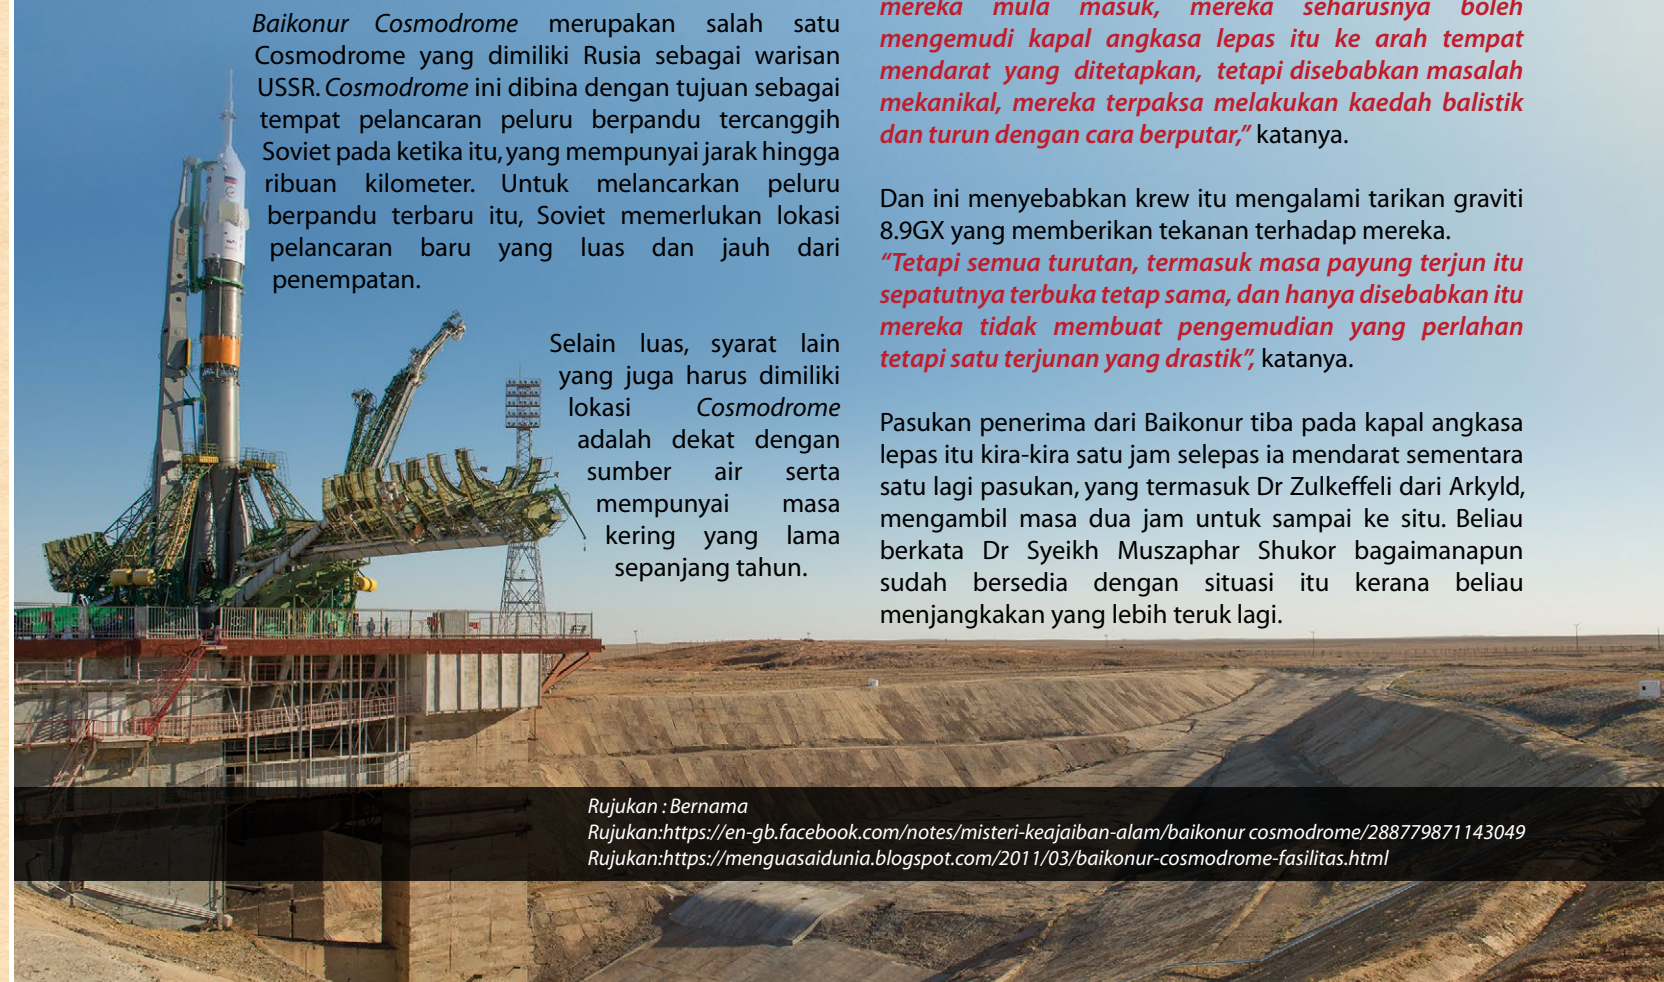 Baikonur Cosmodrome merupakan salah satu
Cosmodrome yang dimiliki Rusia sebagai warisan
USSR. Cosmodrome ini dibina dengan tujuan sebagai
tempat pelancaran peluru berpandu tercanggih
Soviet pada ketika itu, yang mempunyai jarak hingga
ribuan kilometer. Untuk melancarkan peluru
berpandu terbaru itu, Soviet memerlukan lokasi
pelancaran baru yang luas dan jauh dari
penempatan.
Selain luas, syarat lain
yang juga harus dimiliki
lokasi Cosmodrome
adalah dekat dengan
sumber air serta
mempunyai masa
kering yang lama
sepanjang tahun.
mereka mula masuk, mereka seharusnya boleh
mengemudi kapal angkasa lepas itu ke arah tempat
mendarat yang ditetapkan, tetapi disebabkan masalah
mekanikal, mereka terpaksa melakukan kaedah balistik
dan turun dengan cara berputar,” katanya.
Dan ini menyebabkan krew itu mengalami tarikan graviti
8.9GX yang memberikan tekanan terhadap mereka.
“Tetapi semua turutan, termasuk masa payung terjun itu
sepatutnya terbuka tetap sama, dan hanya disebabkan itu
mereka tidak membuat pengemudian yang perlahan
tetapi satu terjunan yang drastik”, katanya.
Pasukan penerima dari Baikonur tiba pada kapal angkasa
lepas itu kira-kira satu jam selepas ia mendarat sementara
satu lagi pasukan, yang termasuk Dr Zulkeffeli dari Arkyld,
mengambil masa dua jam untuk sampai ke situ. Beliau
berkata Dr Syeikh Muszaphar Shukor bagaimanapun
sudah bersedia dengan situasi itu kerana beliau
menjangkakan yang lebih teruk lagi.
Rujukan : Bernama
Rujukan:https://en-gb.facebook.com/notes/misteri-keajaiban-alam/baikonur cosmodrome/288779871143049
Rujukan:https://menguasaidunia.blogspot.com/2011/03/baikonur-cosmodrome-fasilitas.html